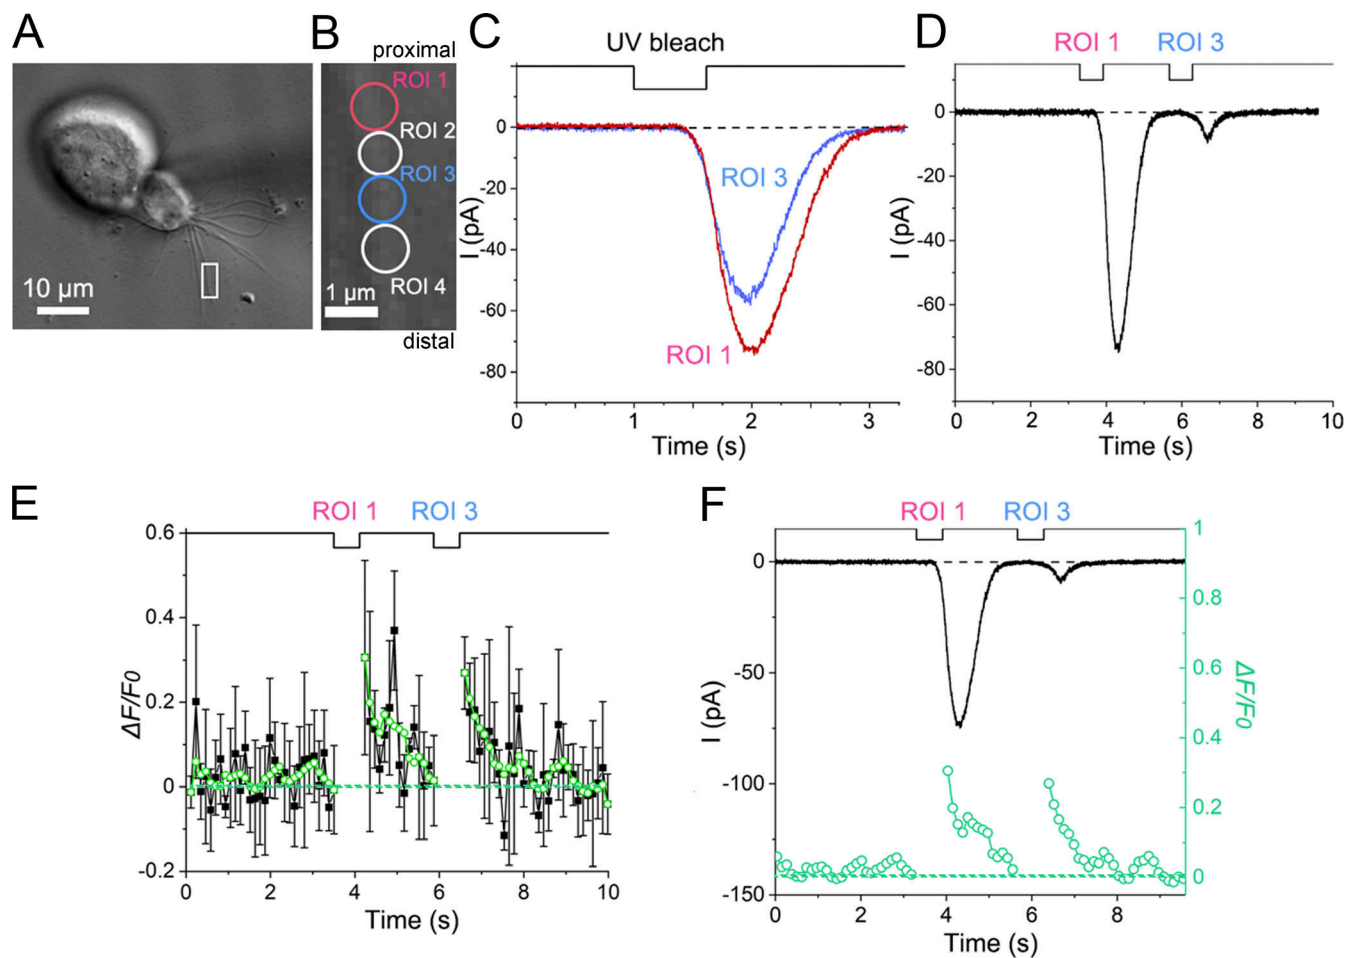 A
10 μm
B
proximal
ROI 1
ROI 2
ROI 3
ROI 4
1 μm
distal
C
UV bleach
0
-20
-40
-60
-80
I (pA)
ROI 3
ROI 1
0
1
2
3
Time (s)
D
ROI 1
ROI 3
0
-20
-40
-60
-80
I (pA)
0
2
4
6
8
10
Time (s)
E
ROI 1
ROI 3
0.6
0.4
0.2
0
-0.2
ΔF/F0
0
2
4
6
8
10
Time (s)
F
ROI 1
ROI 3
0
-50
-100
-150
I (pA)
1
0.8
0.6
0.4
0.2
0
ΔF/F0
0
2
4
6
8
Time (s)